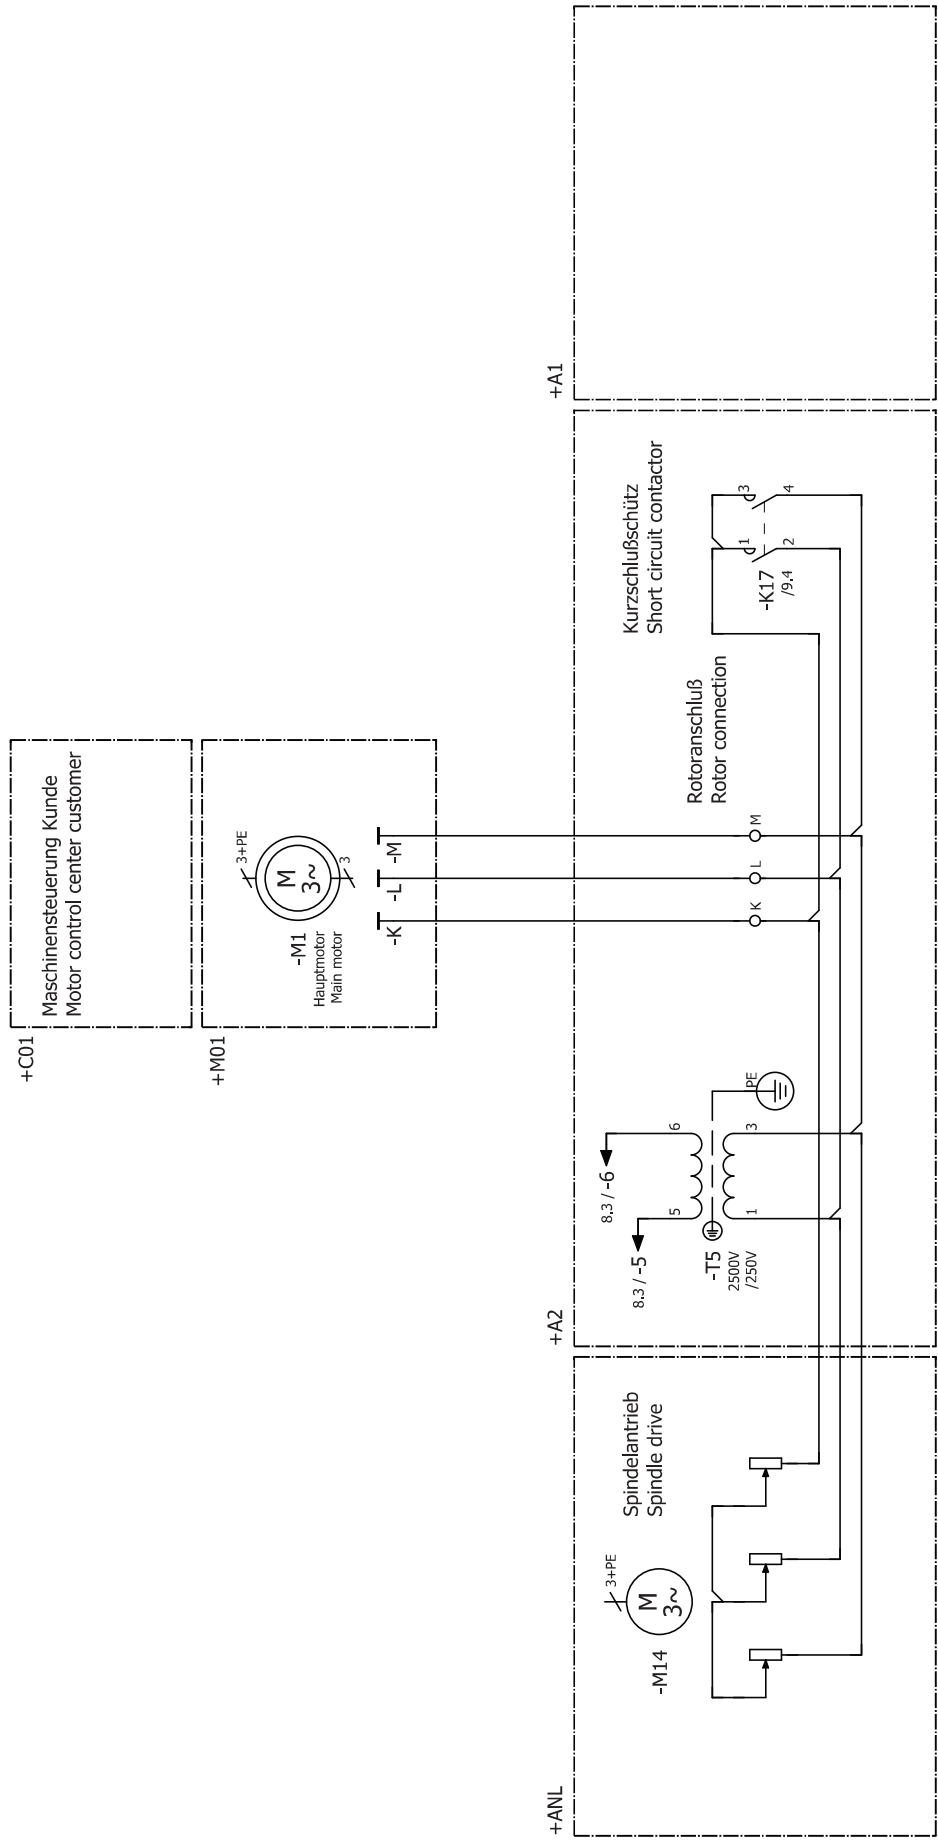 +C01
Maschinensteuerung Kunde
Motor control center customer
+M01
-M1
Hauptmotor
Main motor
3+PE
M
3~
3
-K
-L
-M
+ANL
-M14
3+PE
M
3~
Spindelantrieb
Spindle drive
+A2
8.3 / -5
8.3 / -6
5
6
-T5
2500V
/250V
1
3
PE
K
L
M
Rotoranschluß
Rotor connection
Kurzschlußschütz
Short circuit contactor
-K17
/9.4
1
2
3
4
+A1